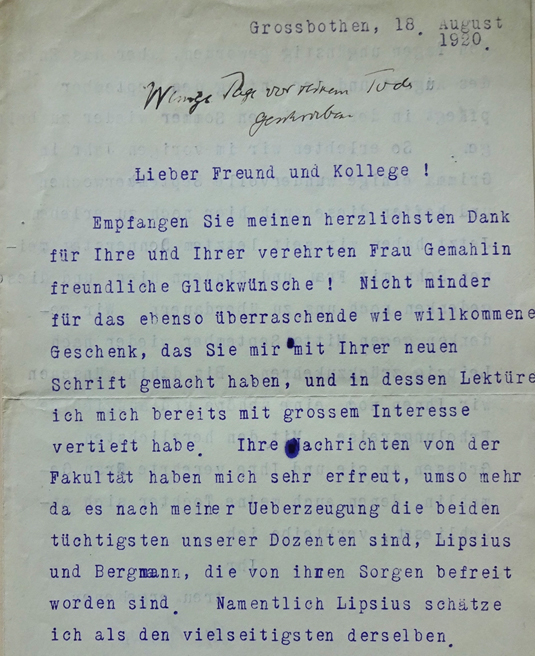 Grossbothen, 18. August
1920.
Wenige Tage vor seinem Tode
geschrieben
Lieber Freund und Kollege !
Empfangen Sie meinen herzlichsten Dank
für Ihre und Ihrer verehrten Frau Gemahlin
freundliche Glückwünsche ! Nicht minder
für das ebenso überraschende wie willkommene
Geschenk, das Sie mir mit Ihrer neuen
Schrift gemacht haben, und in dessen Lektüre
ich mich bereits mit grossem Interesse
vertieft habe. Ihre Nachrichten von der
Fakultät haben mich sehr erfreut, umso mehr
da es nach meiner Ueberzeugung die beiden
tüchtigsten unserer Dozenten sind, Lipsius
und Bergmann, die von ihren Sorgen befreit
worden sind. Namentlich Lipsius schätze
ich als den vielseitigsten derselben.